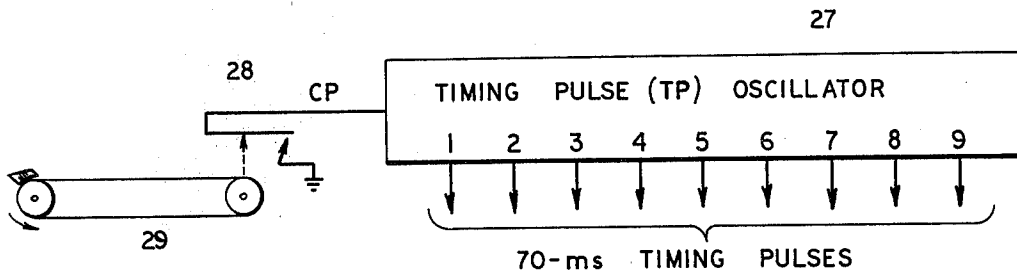 27
28
CP
TIMING PULSE (TP) OSCILLATOR
1 2 3 4 5 6 7 8 9
29
70-ms TIMING PULSES